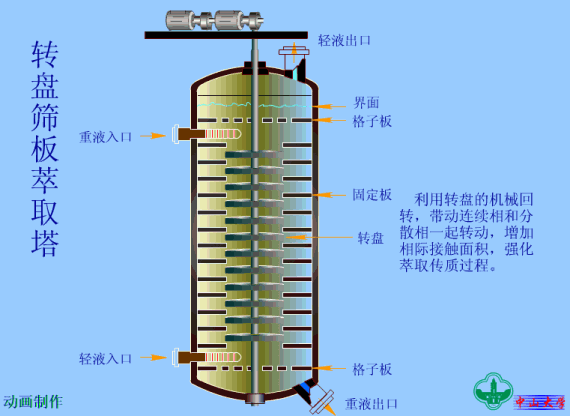 转盘筛板萃取塔
轻液出口
界面
格子板
重液入口
固定板
转盘
利用转盘的机械回
转，带动连续相和分
散相一起转动，增加
相际接触面积，强化
萃取传质过程。
轻液入口
格子板
重液出口
动画制作
中山大学